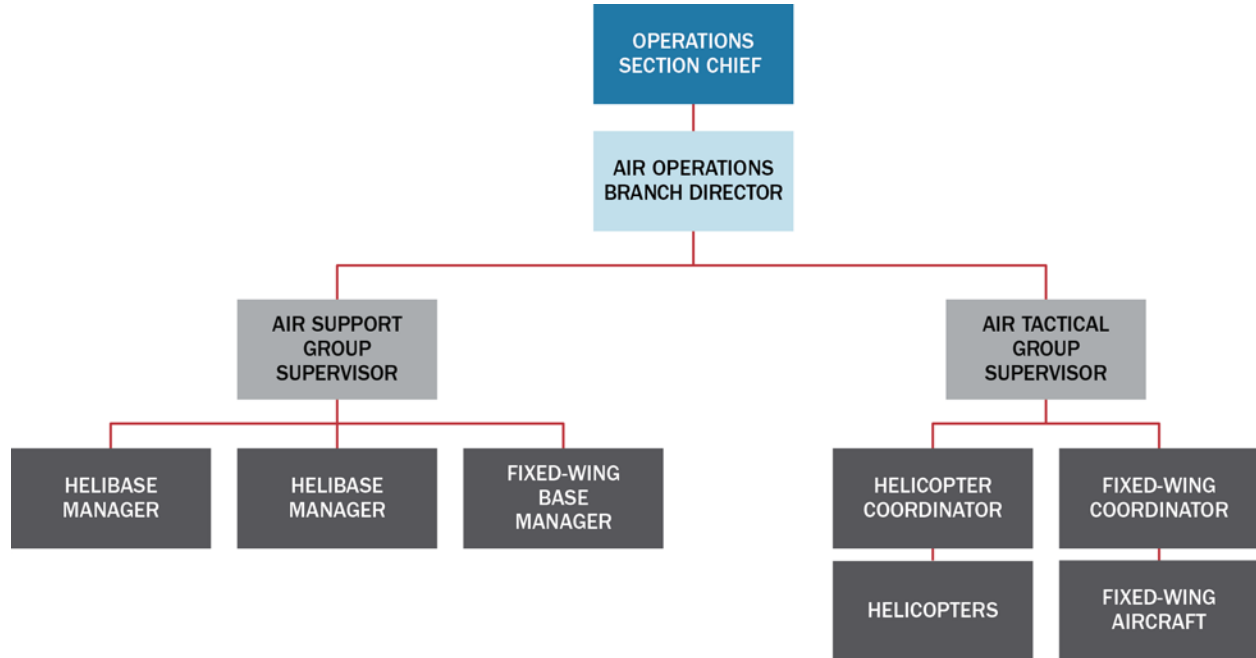 OPERATIONS
SECTION CHIEF
AIR OPERATIONS
BRANCH DIRECTOR
AIR SUPPORT
GROUP
SUPERVISOR
AIR TACTICAL
GROUP
SUPERVISOR
HELIBASE
MANAGER
HELIBASE
MANAGER
FIXED-WING
BASE
MANAGER
HELICOPTER
COORDINATOR
FIXED-WING
COORDINATOR
HELICOPTERS
FIXED-WING
AIRCRAFT